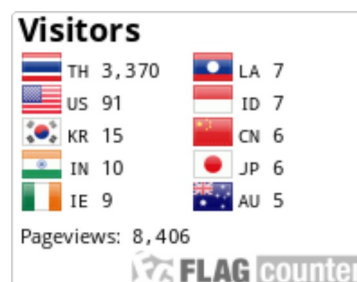 Visitors
TH 3,370 LA 7
US 91 ID 7
KR 15 CN 6
IN 10 JP 6
IE 9 AU 5
Pageviews: 8,406
FLAG counter